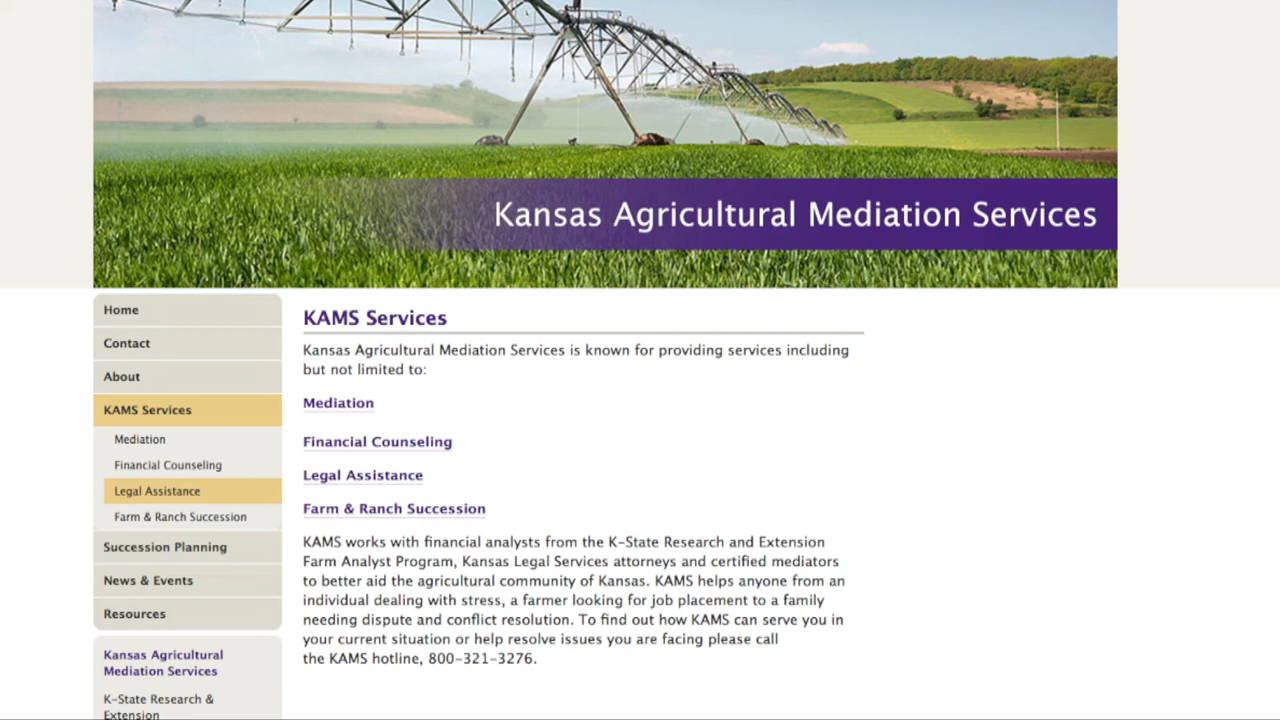 Kansas Agricultural Mediation Services
Home
Contact
About
KAMS Services
Mediation
Financial Counseling
Legal Assistance
Farm & Ranch Succession
Succession Planning
News & Events
Resources
Kansas Agricultural
Mediation Services
K-State Research &
Extension
KAMS Services
Kansas Agricultural Mediation Services is known for providing services including
but not limited to:
Mediation
Financial Counseling
Legal Assistance
Farm & Ranch Succession
KAMS works with financial analysts from the K-State Research and Extension
Farm Analyst Program, Kansas Legal Services attorneys and certified mediators
to better aid the agricultural community of Kansas. KAMS helps anyone from an
individual dealing with stress, a farmer looking for job placement to a family
needing dispute and conflict resolution. To find out how KAMS can serve you in
your current situation or help resolve issues you are facing please call
the KAMS hotline, 800-321-3276.